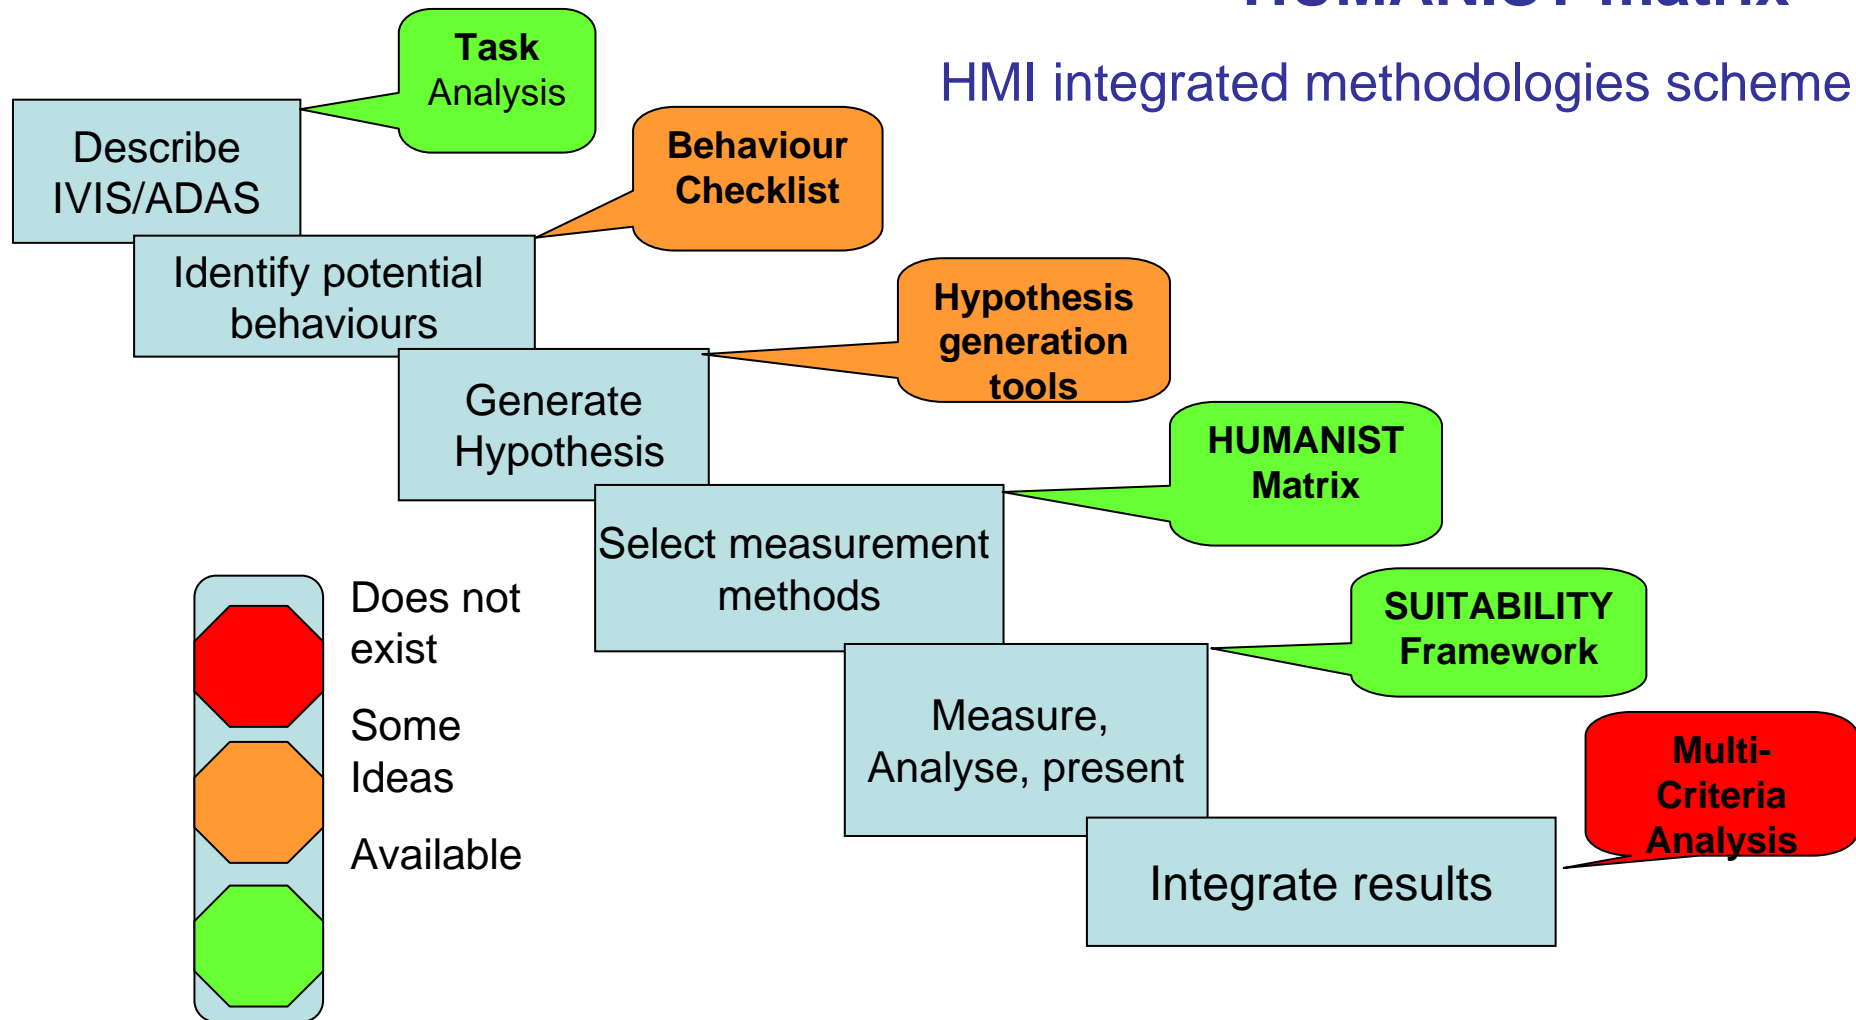 HUMANIST Matrix
HMI integrated methodologies scheme
Task
Analysis
Describe
IVIS/ADAS
Behaviour
Checklist
Identify potential
behaviours
Hypothesis
generation
tools
Generate
Hypothesis
HUMANIST
Matrix
Select measurement
methods
SUITABILITY
Framework
Measure,
Analyse, present
Multi-
Criteria
Analysis
Integrate results
Does not
exist
Some
Ideas
Available